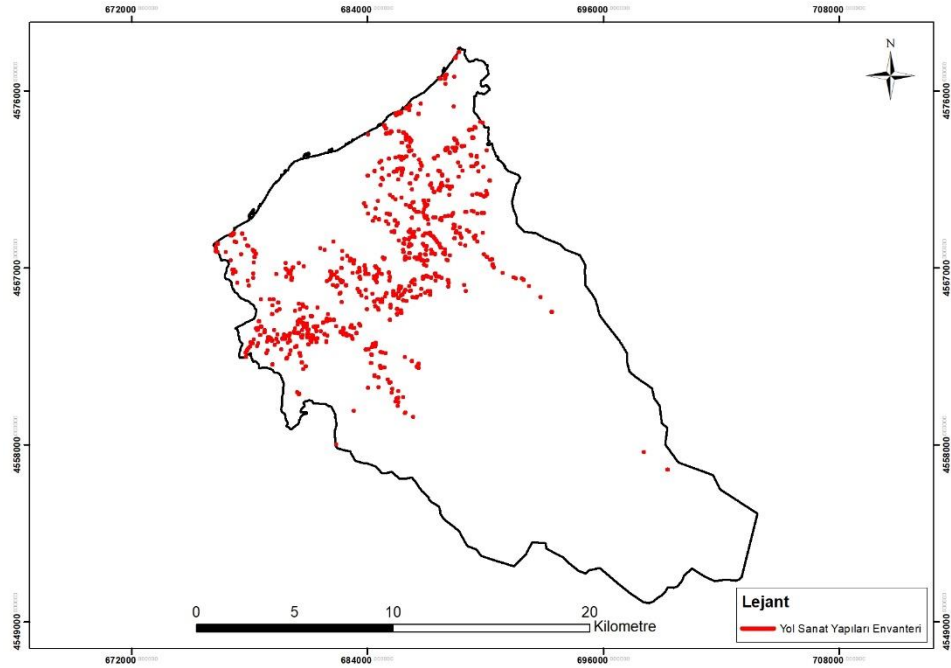 672000 684000 696000 708000
N
4576000 4576000
4567000 4567000
4558000 4558000
0 5 10 20
Kilometre
Lejant
Yol Sanat Yapıları Envanteri
4549000 4549000
672000 684000 696000 708000